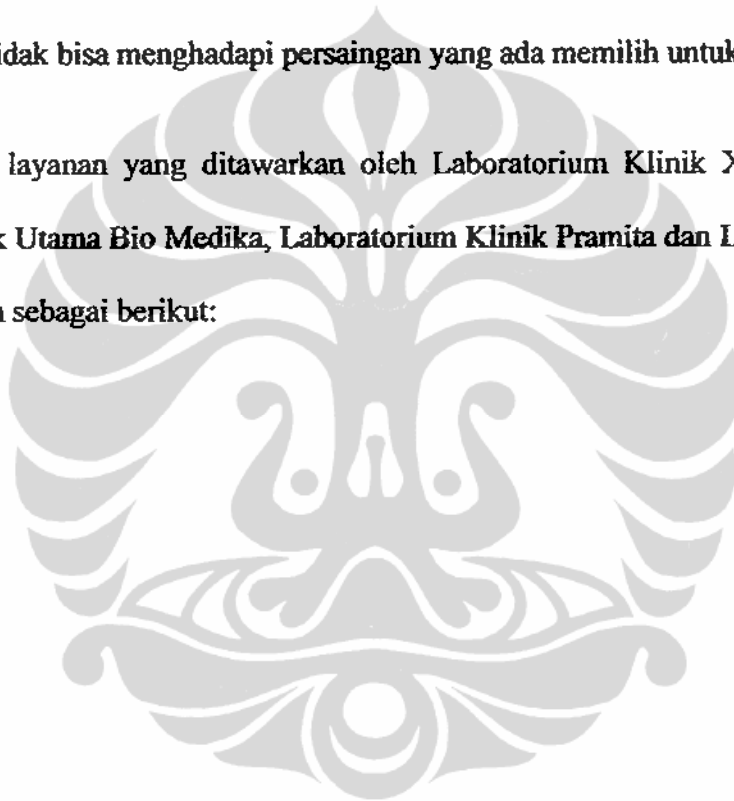 idak bisa menghadapi persaingan yang ada memilih untuk
layanan yang ditawarkan oleh Laboratorium Klinik X
k Utama Bio Medika, Laboratorium Klinik Pramita dan L
sebagai berikut: